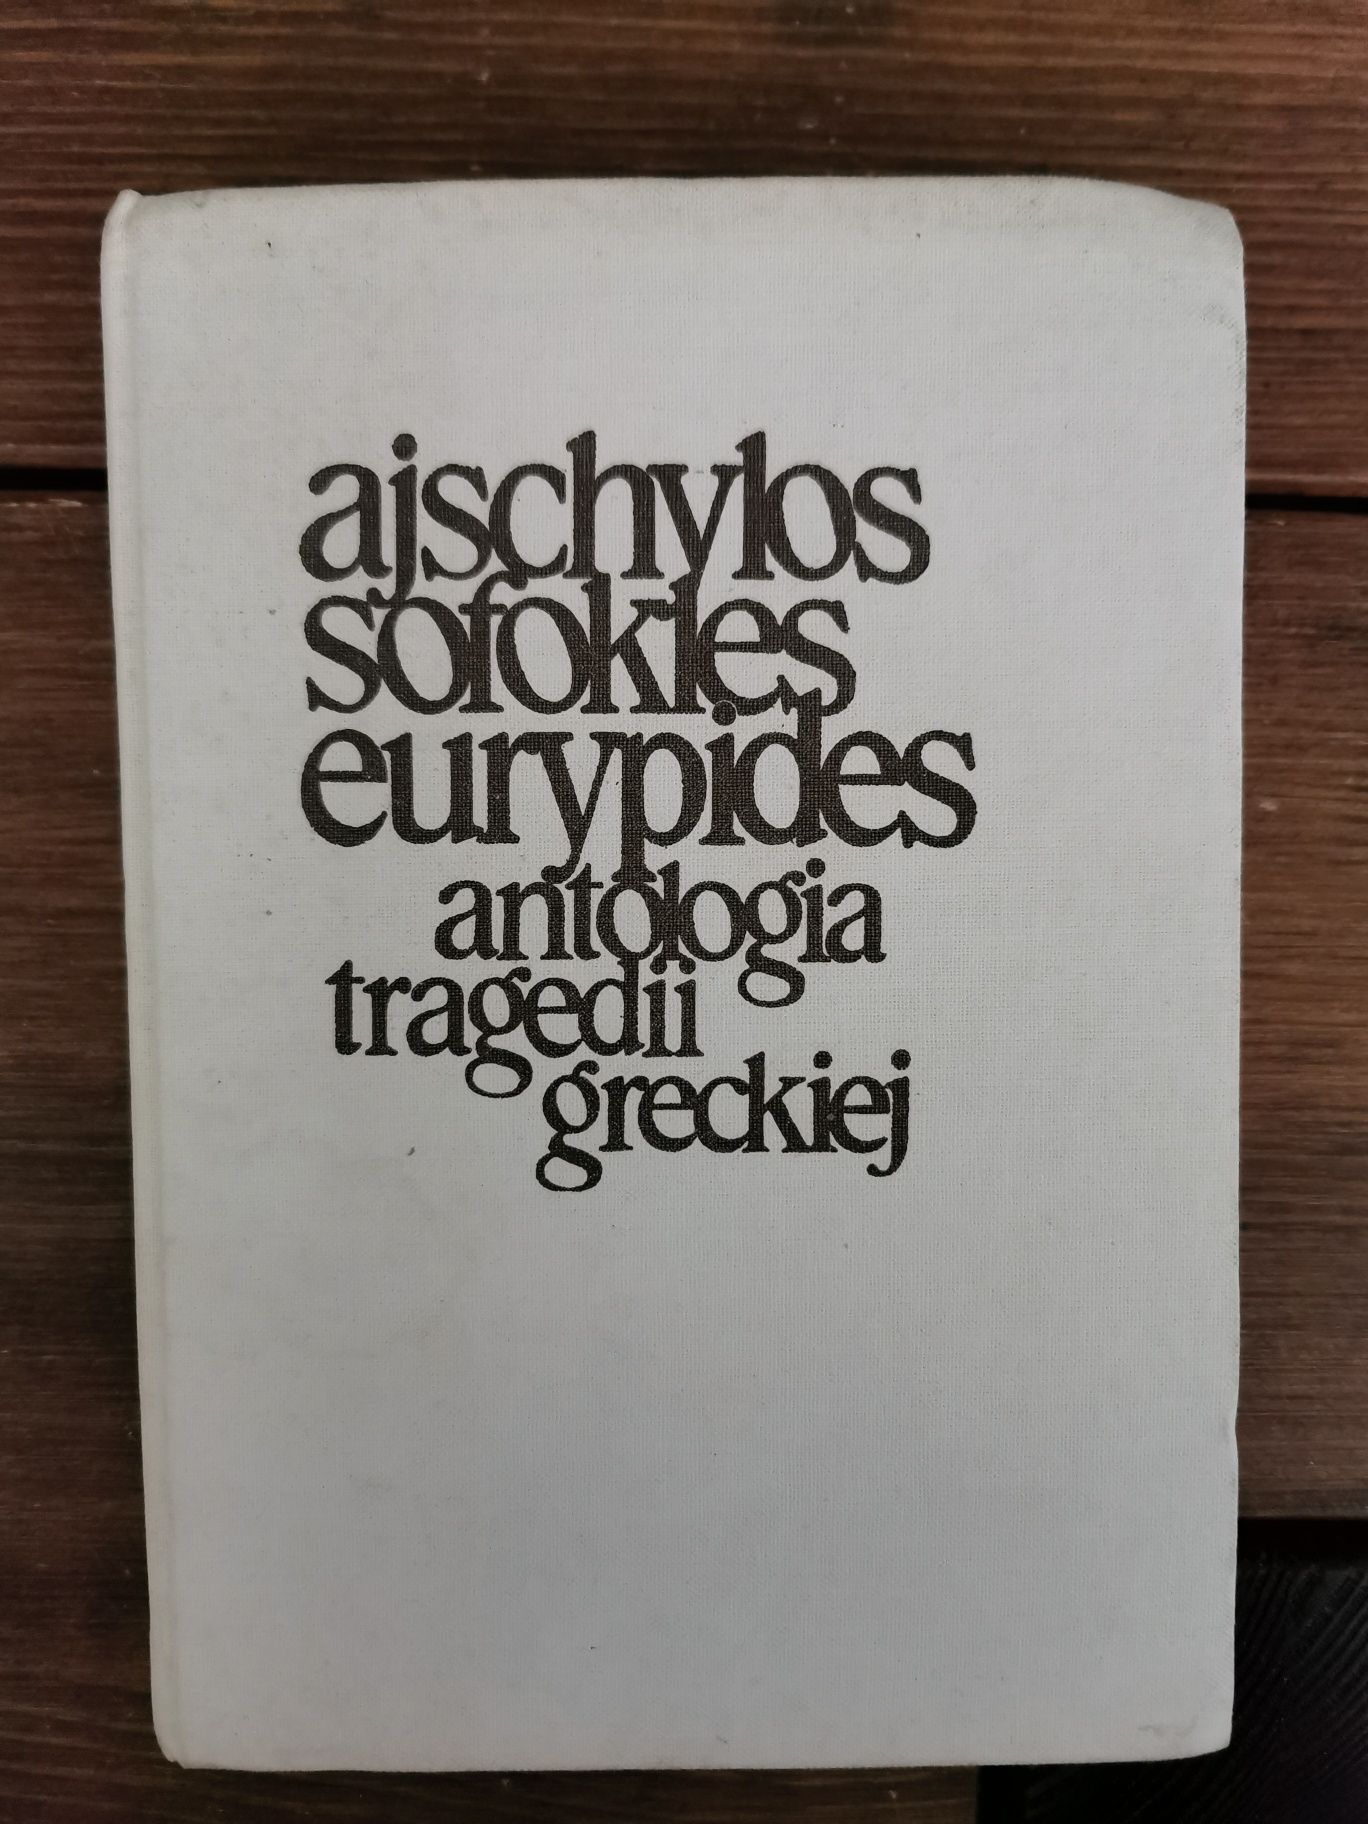 ajschylos
sofokles
eurypides
antologia
tragedii
greckiej